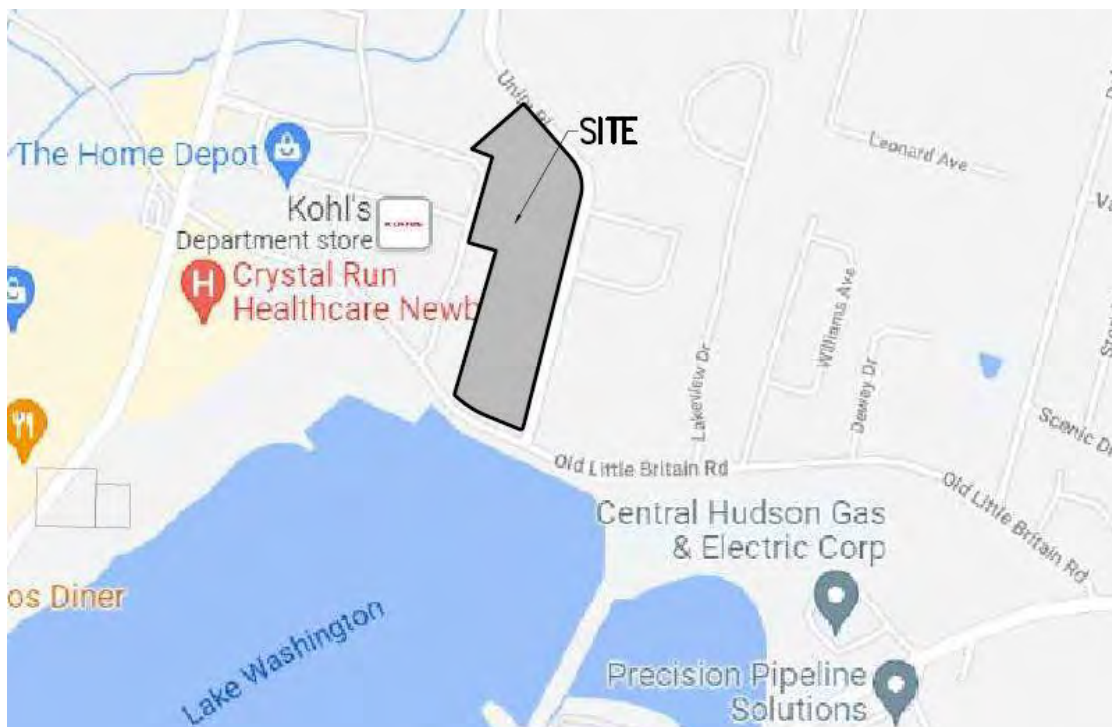 Union Pl
SITE
Leonard Ave
The Home Depot
Kohl's
Department store
H
Crystal Run
Healthcare Newb
Williams Ave
Lakeview Dr
Dewey Dr
Scenic Dr
Old Little Britain Rd
Old Little Britain Rd
Central Hudson Gas
& Electric Corp
os Diner
Lake Washington
Precision Pipeline
Solutions